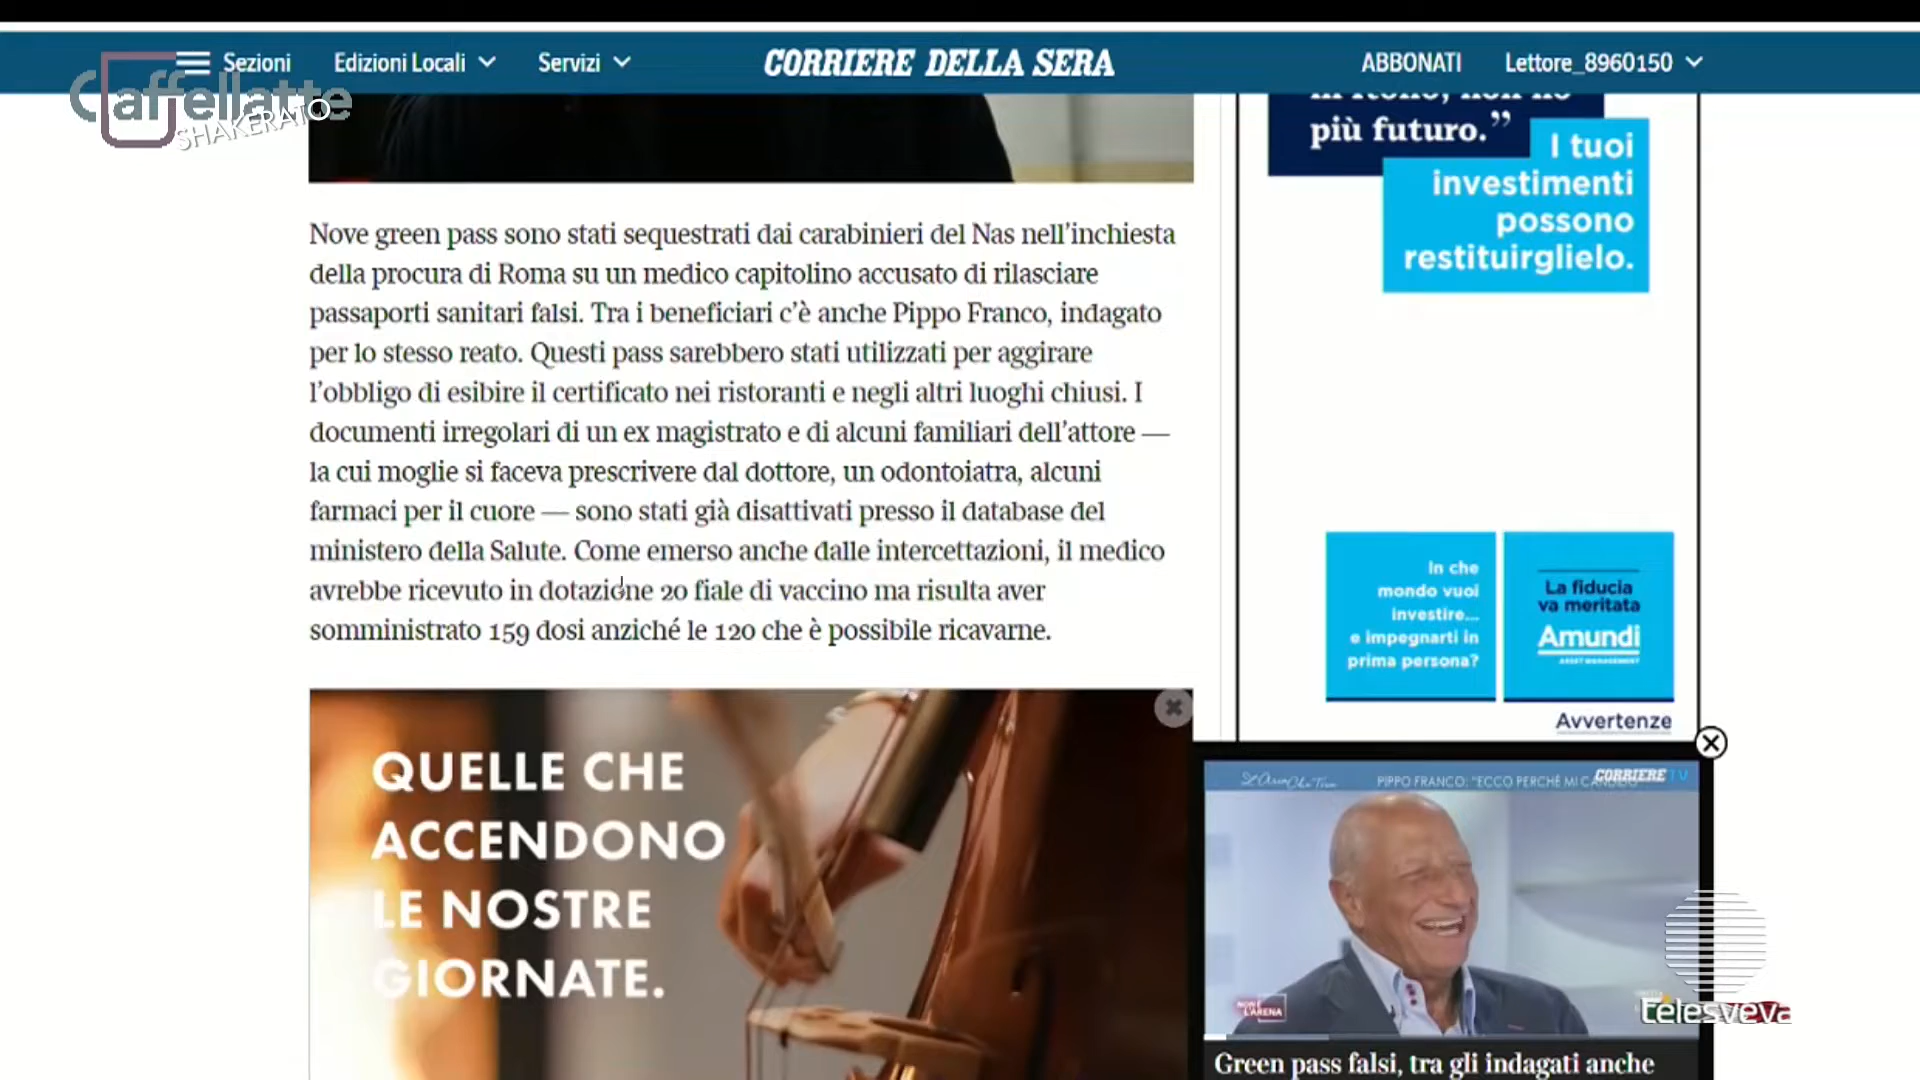 Sezioni
Edizioni Locali
Servizi
CORRIERE DELLA SERA
ABBONATI
Lettore_8960150
Caffellatte
SHAKERATO
più futuro.”
I tuoi
investimenti
possono
restituirglielo.
Nove green pass sono stati sequestrati dai carabinieri del Nas nell’inchiesta
della procura di Roma su un medico capitolino accusato di rilasciare
passaporti sanitari falsi. Tra i beneficiari c’è anche Pippo Franco, indagato
per lo stesso reato. Questi pass sarebbero stati utilizzati per aggirare
l’obbligo di esibire il certificato nei ristoranti e negli altri luoghi chiusi. I
documenti irregolari di un ex magistrato e di alcuni familiari dell’attore —
la cui moglie si faceva prescrivere dal dottore, un odontoiatra, alcuni
farmaci per il cuore — sono stati già disattivati presso il database del
ministero della Salute. Come emerso anche dalle intercettazioni, il medico
avrebbe ricevuto in dotazione 20 fiale di vaccino ma risulta aver
somministrato 159 dosi anziché le 120 che è possibile ricavarne.
In che
mondo vuoi
investire....
e impegnarti in
prima persona?
La fiducia
va meritata
Amundi
ASSET MANAGEMENT
Avvertenze
QUELLE CHE
ACCENDONO
LE NOSTRE
GIORNATE.
PIPPO FRANCO: "ECCO PERCHÈ MI
CORRIERE TV
NON È
L'ARENA
telesveva
Green pass falsi, tra gli indagati anche